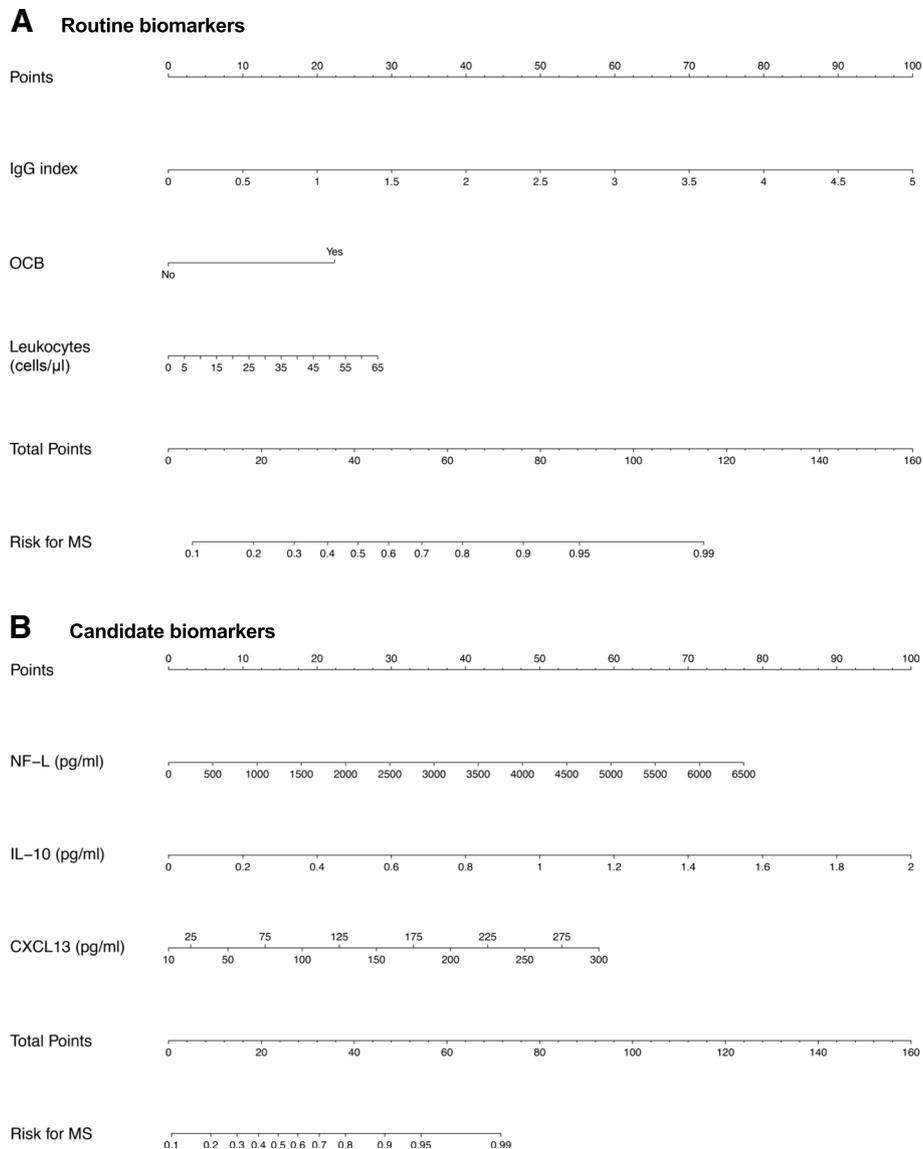 A Routine biomarkers
0 10 20 30 40 50 60 70 80 90 100
Points
IgG index
0 0.5 1 1.5 2 2.5 3 3.5 4 4.5 5
Yes
OCB
No
Leukocytes
(cells/µl)
0 5 15 25 35 45 55 65
Total Points
0 20 40 60 80 100 120 140 160
Risk for MS
0.1 0.2 0.3 0.4 0.5 0.6 0.7 0.8 0.9 0.95 0.99
B Candidate biomarkers
0 10 20 30 40 50 60 70 80 90 100
Points
NF−L (pg/ml)
0 500 1000 1500 2000 2500 3000 3500 4000 4500 5000 5500 6000 6500
IL−10 (pg/ml)
0 0.2 0.4 0.6 0.8 1 1.2 1.4 1.6 1.8 2
25 75 125 175 225 275
CXCL13 (pg/ml)
10 50 100 150 200 250 300
Total Points
0 20 40 60 80 100 120 140 160
Risk for MS
0.1 0.2 0.3 0.4 0.5 0.6 0.7 0.8 0.9 0.95 0.99